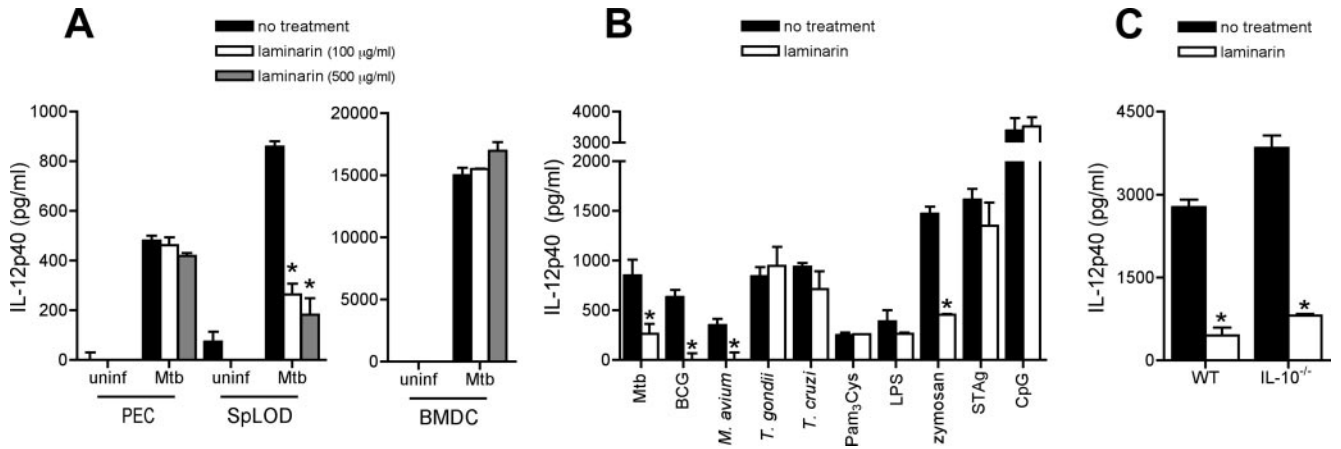 A
no treatment
laminarin (100 μg/ml)
laminarin (500 μg/ml)
IL-12p40 (pg/ml)
1000
800
600
400
200
0
uninf Mtb uninf Mtb
PEC SpLOD
* *
20000
15000
10000
5000
0
uninf Mtb
BMDC
B
no treatment
laminarin
IL-12p40 (pg/ml)
4000
3000
2000
1500
1000
500
0
* * * *
Mtb
BCG
M. avium
T. gondii
T. cruzi
Pam₃Cys
LPS
zymosan
STAg
CpG
C
no treatment
laminarin
IL-12p40 (pg/ml)
4500
3000
1500
0
* *
WT IL-10⁻/⁻